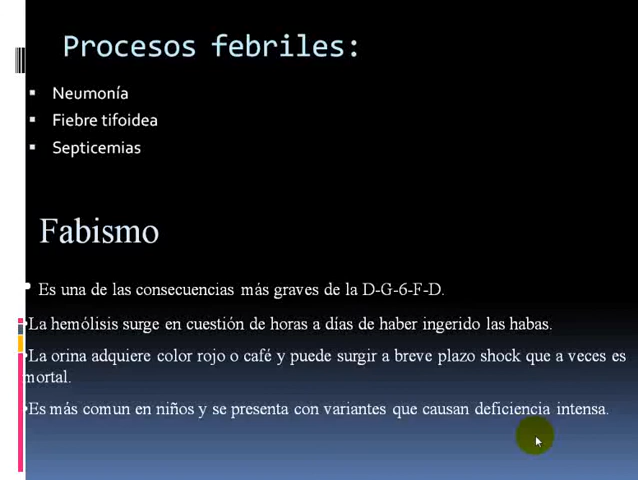 Procesos febriles:
▪ Neumonía
▪ Fiebre tifoidea
▪ Septicemias
Fabismo
• Es una de las consecuencias más graves de la D-G-6-F-D.
•La hemólisis surge en cuestión de horas a días de haber ingerido las habas.
•La orina adquiere color rojo o café y puede surgir a breve plazo shock que a veces es
mortal.
•Es más comun en niños y se presenta con variantes que causan deficiencia intensa.